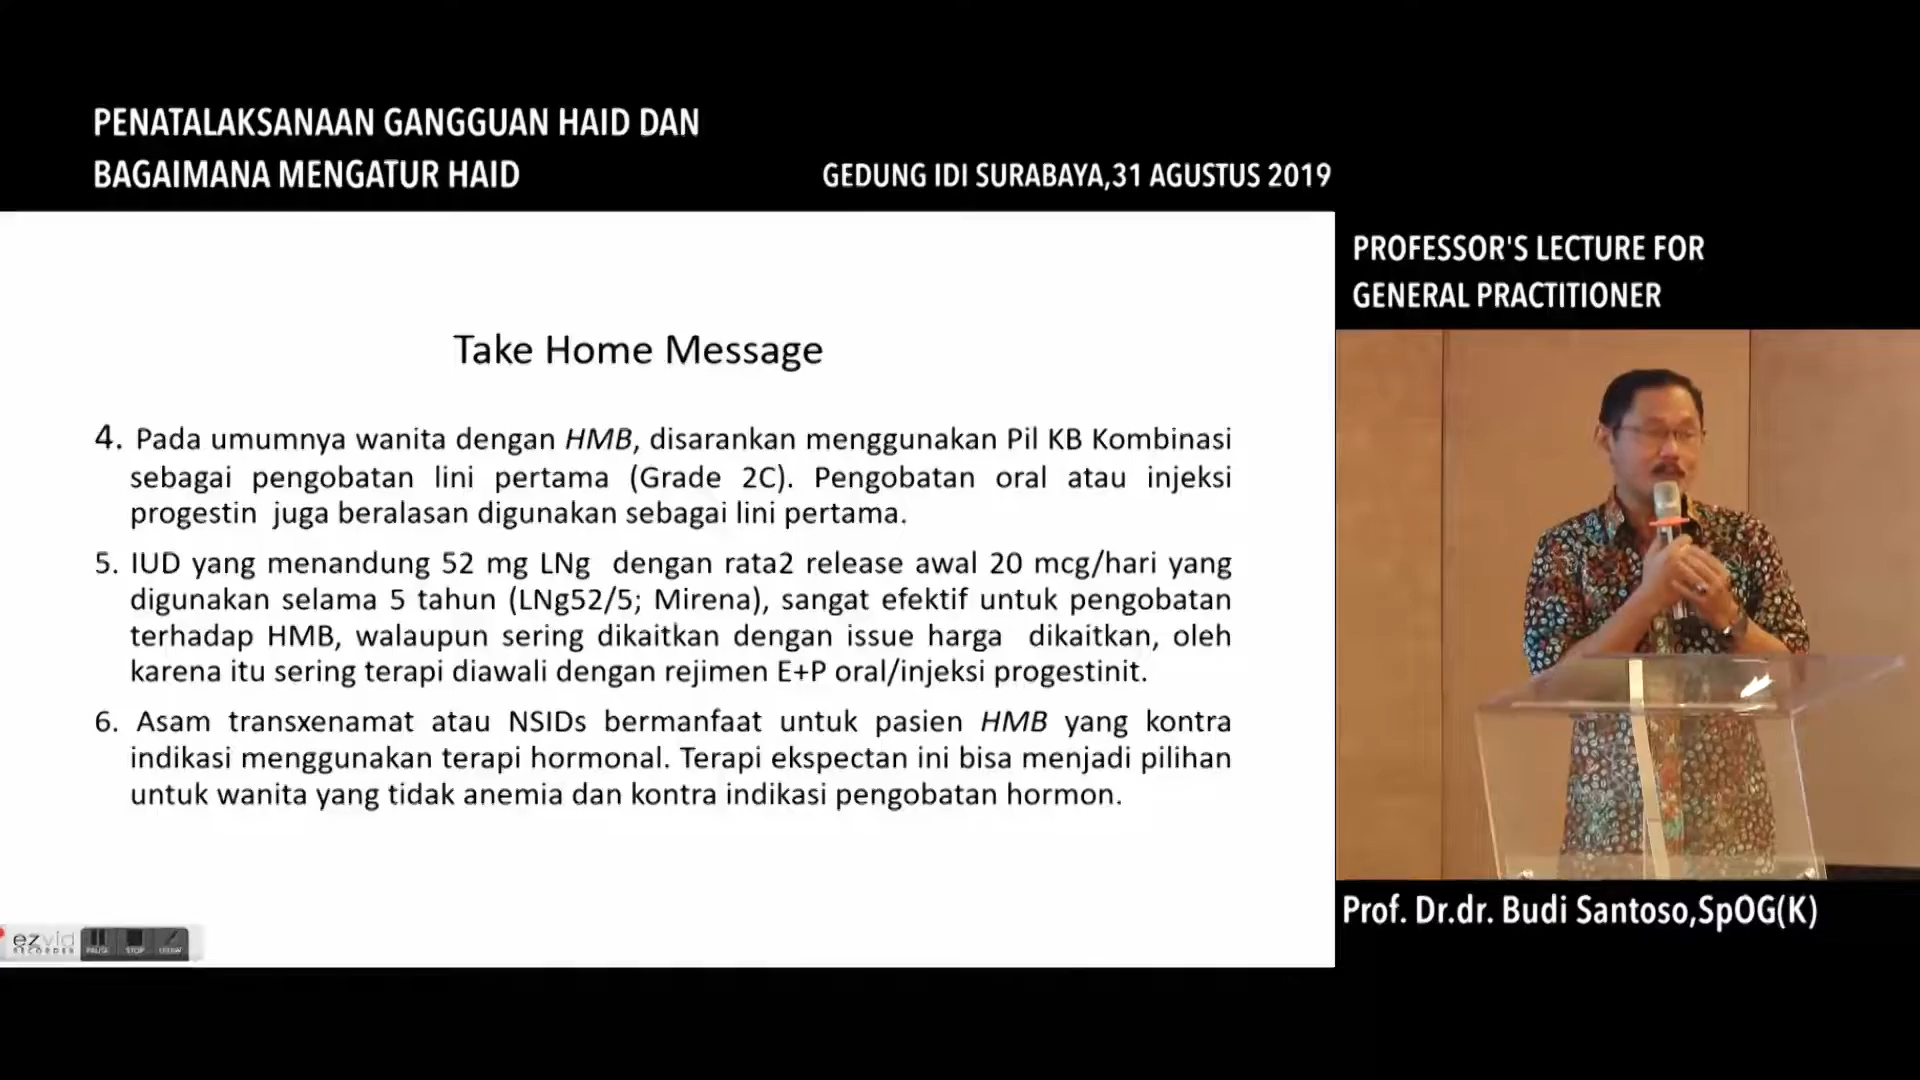 PENATALAKSANAAN GANGGUAN HAID DAN
BAGAIMANA MENGATUR HAID
GEDUNG IDI SURABAYA,31 AGUSTUS 2019
PROFESSOR'S LECTURE FOR
GENERAL PRACTITIONER
Take Home Message
4. Pada umumnya wanita dengan HMB, disarankan menggunakan Pil KB Kombinasi
sebagai pengobatan lini pertama (Grade 2C). Pengobatan oral atau injeksi
progestin juga beralasan digunakan sebagai lini pertama.
5. IUD yang menandung 52 mg LNg dengan rata2 release awal 20 mcg/hari yang
digunakan selama 5 tahun (LNg52/5; Mirena), sangat efektif untuk pengobatan
terhadap HMB, walaupun sering dikaitkan dengan issue harga dikaitkan, oleh
karena itu sering terapi diawali dengan rejimen E+P oral/injeksi progestinit.
6. Asam transxenamat atau NSIDs bermanfaat untuk pasien HMB yang kontra
indikasi menggunakan terapi hormonal. Terapi ekspectan ini bisa menjadi pilihan
untuk wanita yang tidak anemia dan kontra indikasi pengobatan hormon.
Prof. Dr.dr. Budi Santoso,SpOG(K)
ezvid
RECORDER
PAUSE STOP DRAW